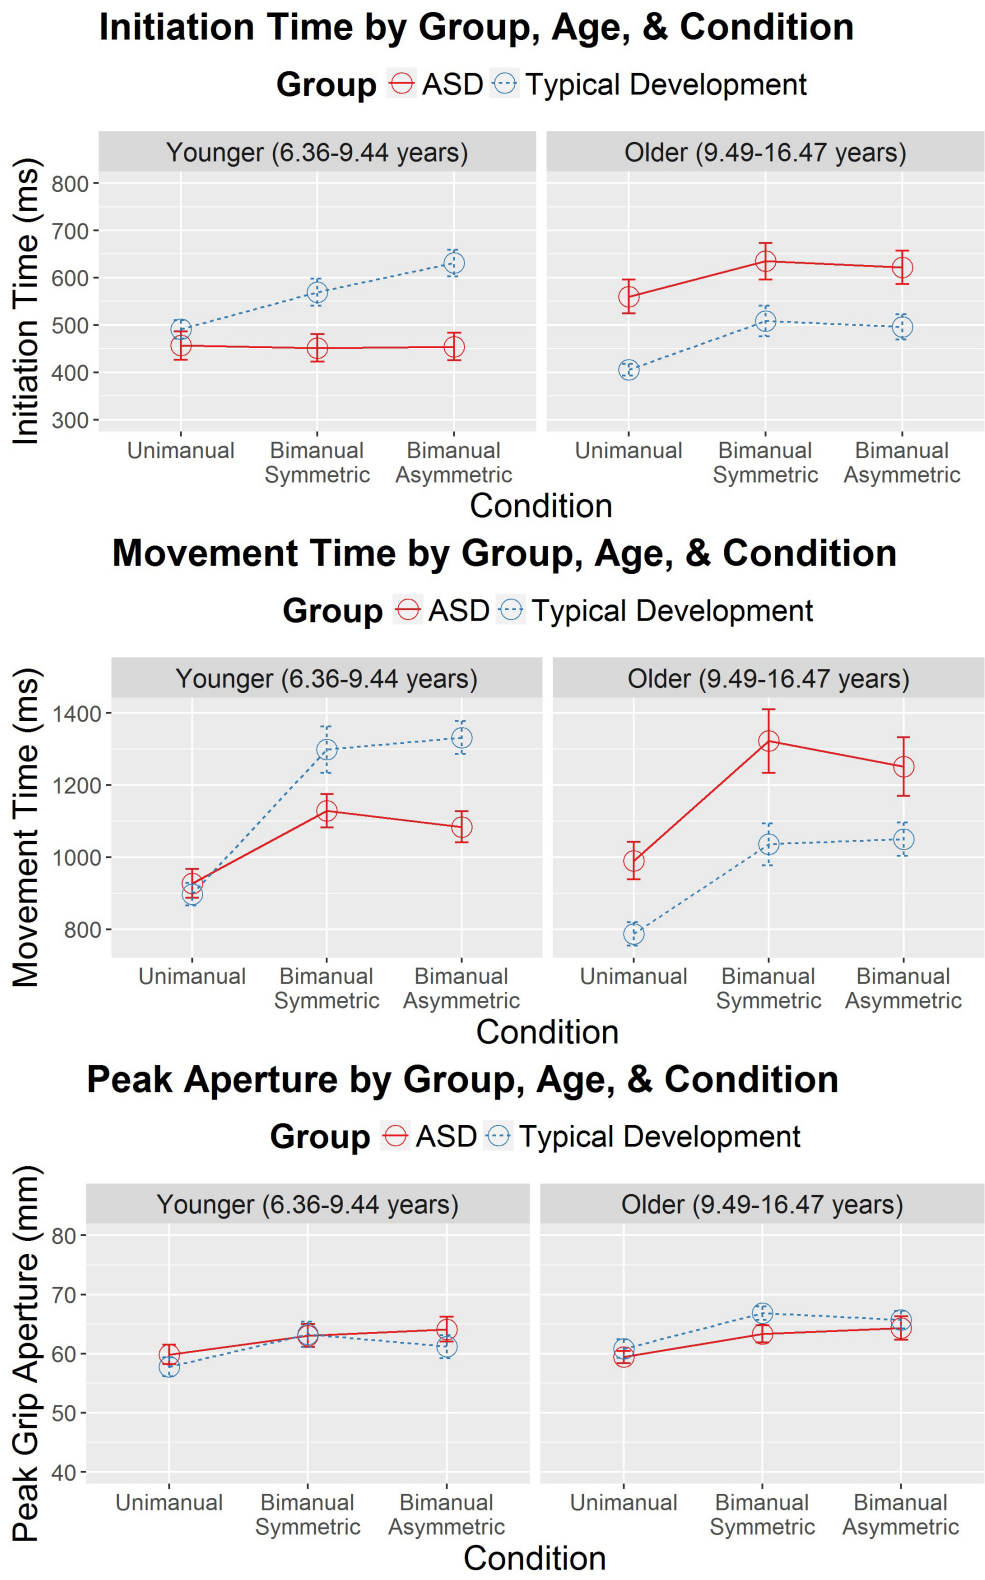 Initiation Time by Group, Age, & Condition
Group ASD Typical Development
Younger (6.36-9.44 years) Older (9.49-16.47 years)
Initiation Time (ms)
800
700
600
500
400
300
Unimanual Bimanual Symmetric Bimanual Asymmetric Unimanual Bimanual Symmetric Bimanual Asymmetric
Condition
Movement Time by Group, Age, & Condition
Group ASD Typical Development
Younger (6.36-9.44 years) Older (9.49-16.47 years)
Movement Time (ms)
1400
1200
1000
800
Unimanual Bimanual Symmetric Bimanual Asymmetric Unimanual Bimanual Symmetric Bimanual Asymmetric
Condition
Peak Aperture by Group, Age, & Condition
Group ASD Typical Development
Younger (6.36-9.44 years) Older (9.49-16.47 years)
Peak Grip Aperture (mm)
80
70
60
50
40
Unimanual Bimanual Symmetric Bimanual Asymmetric Unimanual Bimanual Symmetric Bimanual Asymmetric
Condition